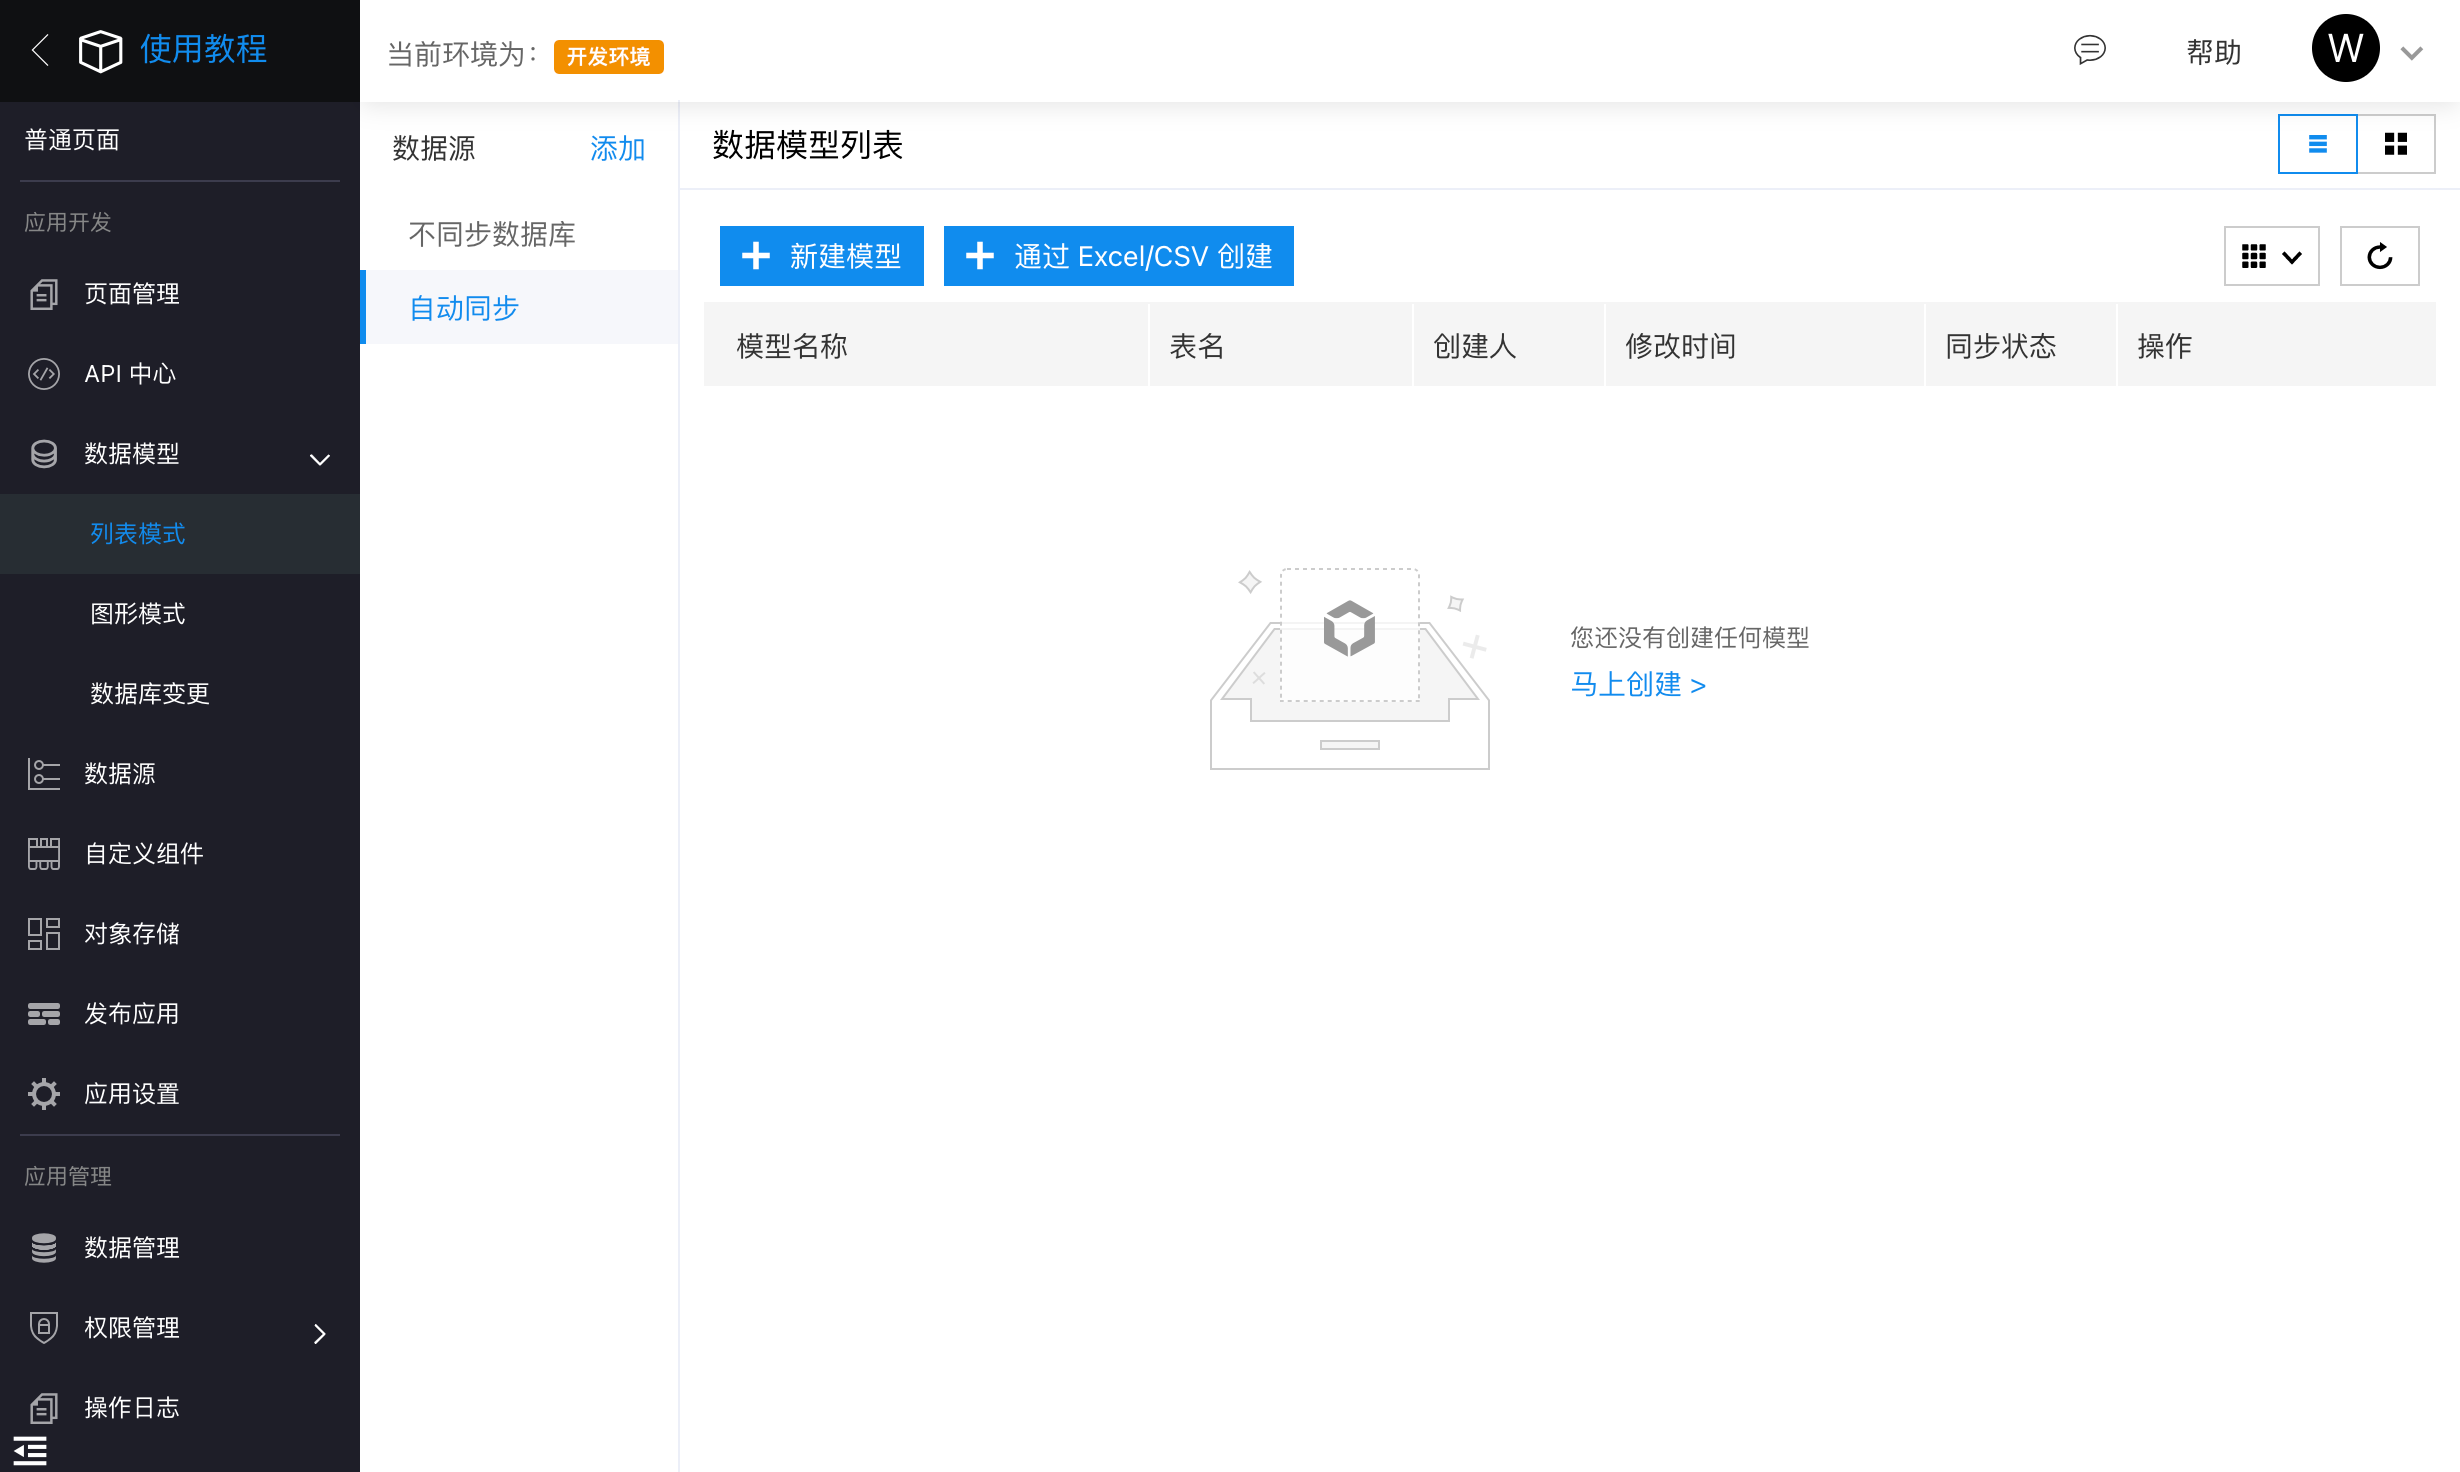 使用教程
当前环境为：开发环境
帮助
W
普通页面
应用开发
页面管理
API 中心
数据模型
列表模式
图形模式
数据库变更
数据源
自定义组件
对象存储
发布应用
应用设置
应用管理
数据管理
权限管理
操作日志
数据源 添加
不同步数据库
自动同步
数据模型列表
新建模型 通过 Excel/CSV 创建
模型名称 表名 创建人 修改时间 同步状态 操作
您还没有创建任何模型
马上创建 >